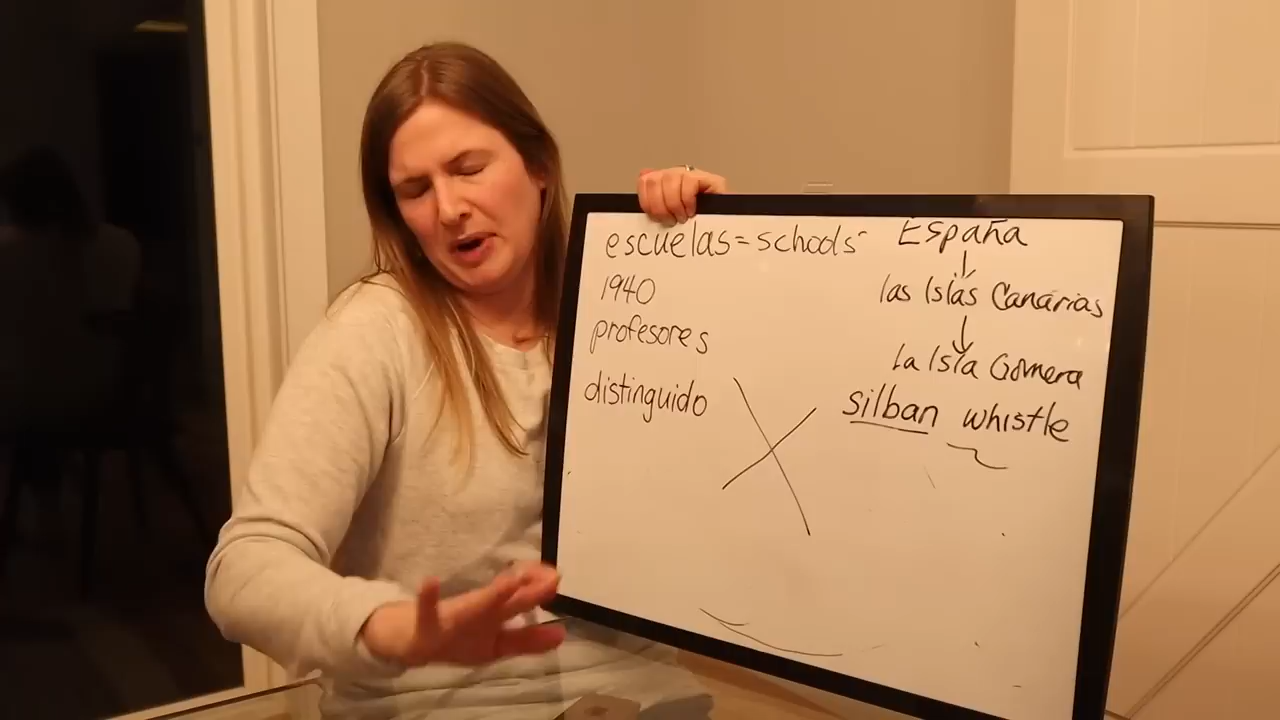 escuelas = schools
1940
profesores
distinguido
España
las Islas Canarias
la Isla Gomera
silban whistle